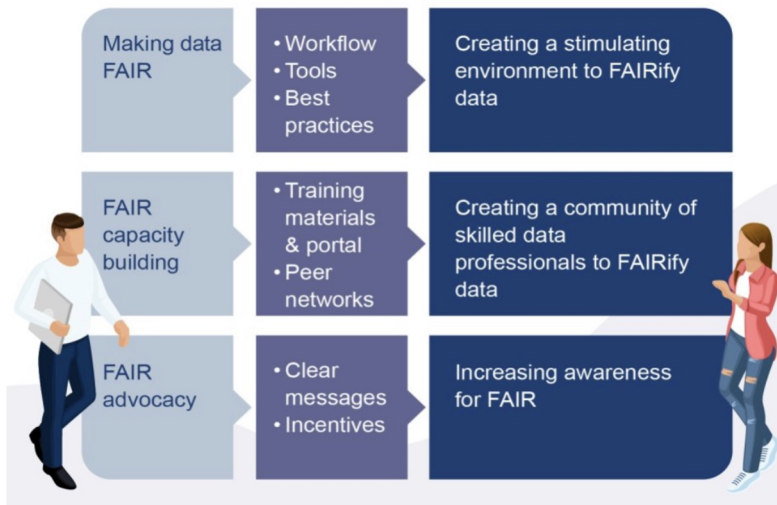 Making data
FAIR
• Workflow
• Tools
• Best
practices
Creating a stimulating
environment to FAIRify
data
FAIR
capacity
building
• Training
materials
& portal
• Peer
networks
Creating a community of
skilled data
professionals to FAIRify
data
FAIR
advocacy
• Clear
messages
• Incentives
Increasing awareness
for FAIR